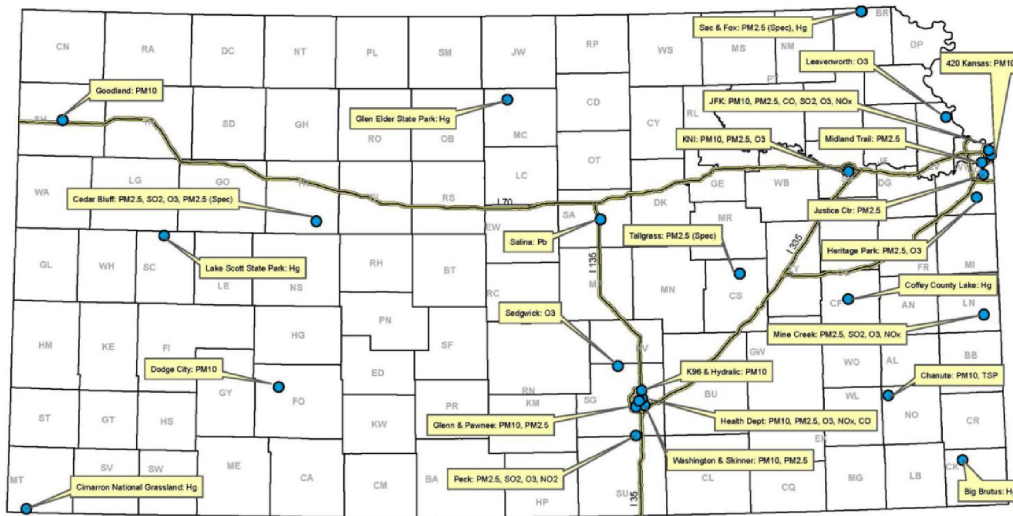 Sac & Fox: PM2.5 (Spec), Hg
BR
CN
RA
DC
NT
PL
SM
JW
RP
WS
MS
NM
DP
Leavenworth: O3
420 Kansas: PM10
Goodland: PM10
JFK: PM10, PM2.5, CO, SO2, O3, NOx
Glen Elder State Park: Hg
CD
RL
SD
GH
RO
OB
MC
CY
KNI: PM10, PM2.5, O3
Midland Trail: PM2.5
OT
LC
WA
LG
GO
RS
GE
WB
DG
Cedar Bluff: PM2.5, SO2, O3, PM2.5 (Spec)
I 70
SA
DK
MR
Justice Ctr: PM2.5
EW
Salina: Pb
Tallgrass: PM2.5 (Spec)
I 335
Heritage Park: PM2.5, O3
Lake Scott State Park: Hg
I 135
GL
WH
SC
LE
NS
RH
BT
RC
MN
CS
FR
MI
Coffey County Lake: Hg
CF
AN
LN
Sedgwick: O3
PN
HG
SF
Mine Creek: PM2.5, SO2, O3, NOx
HM
KE
FI
GW
Dodge City: PM10
ED
K96 & Hydralic: PM10
WO
AL
BB
GY
FO
RN
Chanute: PM10, TSP
ST
GT
HS
PR
KM
SG
BU
WL
NO
KW
Glenn & Pawnee: PM10, PM2.5
Health Dept: PM10, PM2.5, O3, NOx, CO
CR
SV
SW
ME
Washington & Skinner: PM10, PM2.5
MT
CA
CM
BA
Peck: PM2.5, SO2, O3, NO2
CL
CQ
MG
LB
CK
Cimarron National Grassland: Hg
HP
SU
I 35
Big Brutus: Hg